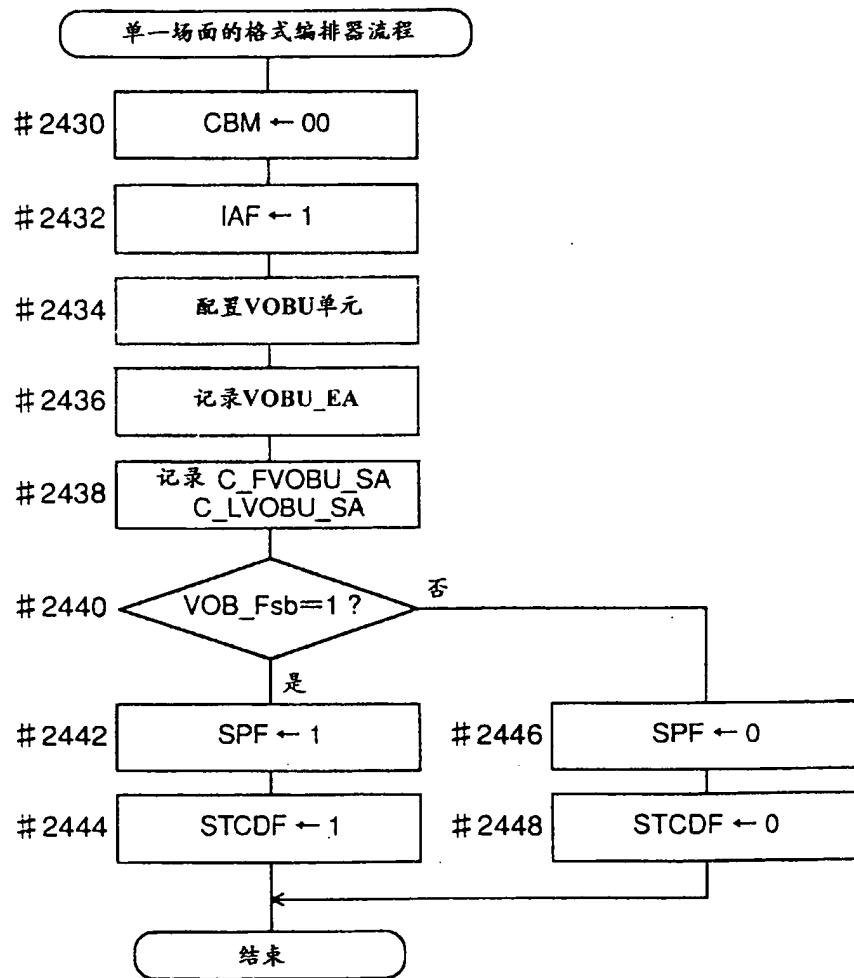 单一场面的格式编排器流程
#2430
CBM ← 00
#2432
IAF ← 1
#2434
配置VOBU单元
#2436
记录VOBU_EA
#2438
记录 C_FVOBU_SA
C_LVOBU_SA
#2440
VOB_Fsb=1 ?
否
是
#2442
SPF ← 1
#2446
SPF ← 0
#2444
STCDF ← 1
#2448
STCDF ← 0
结束